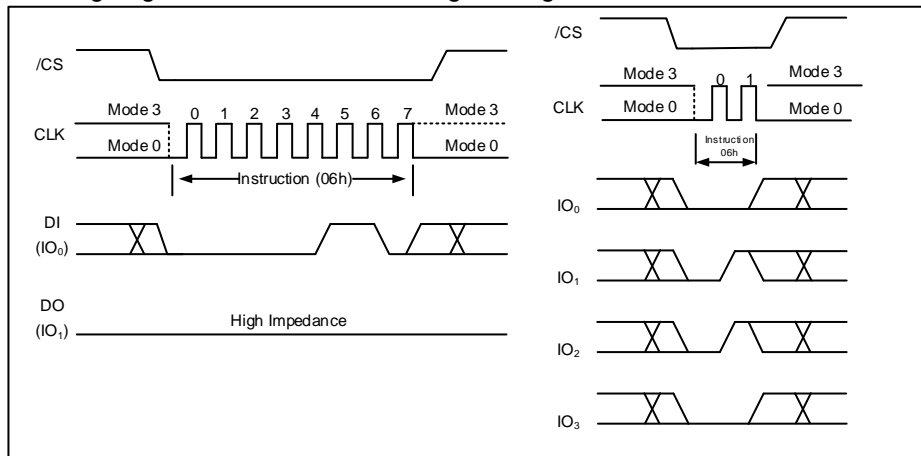 /CS
Mode 3 0 1 2 3 4 5 6 7 Mode 3
CLK
Mode 0 Mode 0
Instruction (06h)
DI
(IO0)
DO
(IO1)
High Impedance
/CS
Mode 3 0 1 Mode 3
CLK
Mode 0 Mode 0
Instruction
06h
IO0
IO1
IO2
IO3